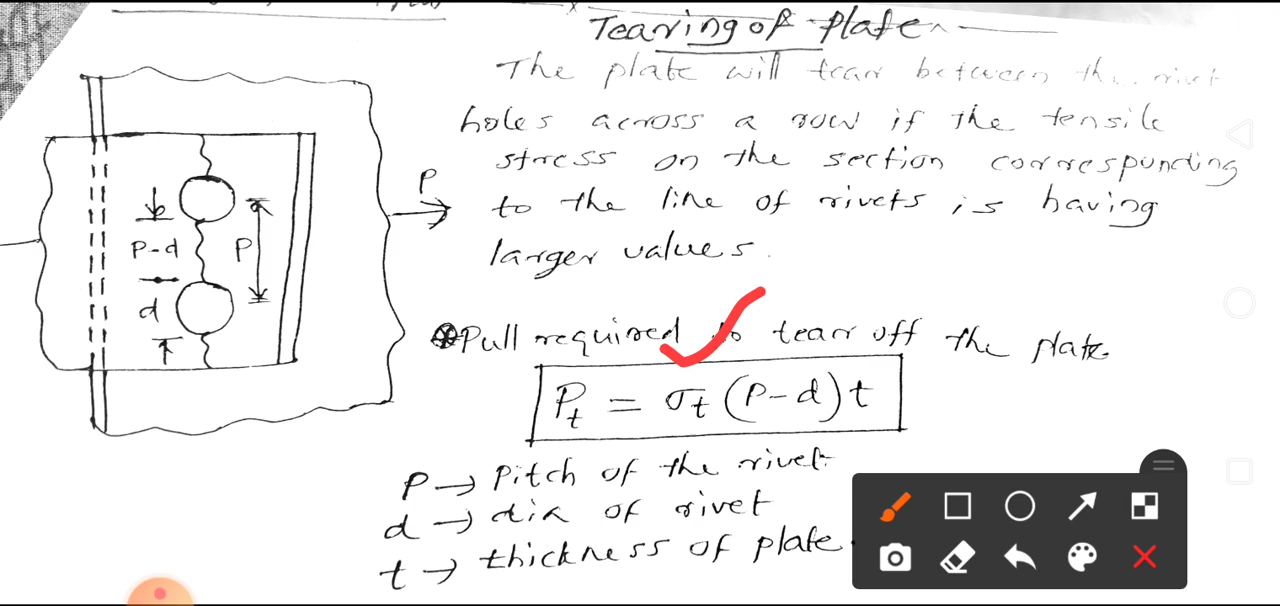 Tearing of Plate
The plate will tear between the rivet
holes across a row if the tensile
stress on the section corresponding
to the line of rivets is having
larger values.
P
P-d
P
d
Pull required to tear off the plate.
Pt = σt (P-d) t
P → Pitch of the rivet.
d → dia of rivet
t → thickness of plate.